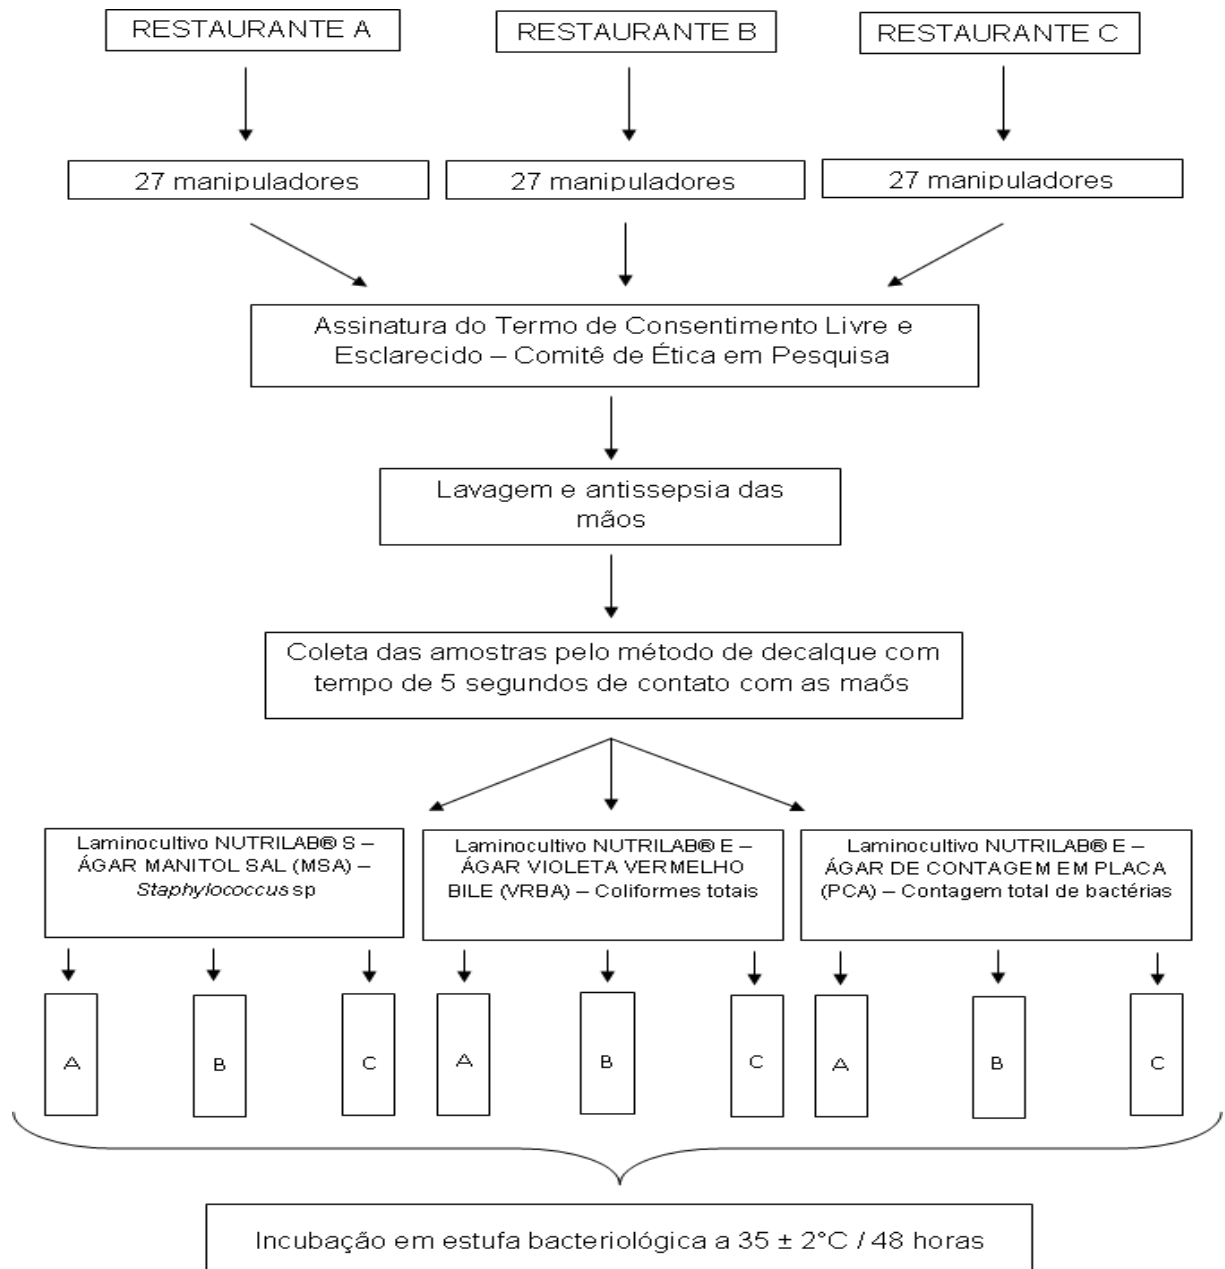 RESTAURANTE A
RESTAURANTE B
RESTAURANTE C
27 manipuladores
27 manipuladores
27 manipuladores
Assinatura do Termo de Consentimento Livre e
Esclarecido – Comitê de Ética em Pesquisa
Lavagem e antissepsia das
mãos
Coleta das amostras pelo método de decalque com
tempo de 5 segundos de contato com as maõs
Laminocultivo NUTRILAB® S –
ÁGAR MANITOL SAL (MSA) –
Staphylococcus sp
Laminocultivo NUTRILAB® E –
ÁGAR VIOLETA VERMELHO
BILE (VRBA) – Coliformes totais
Laminocultivo NUTRILAB® E –
ÁGAR DE CONTAGEM EM PLACA
(PCA) – Contagem total de bactérias
A
B
C
A
B
C
A
B
C
Incubação em estufa bacteriológica a 35 ± 2°C / 48 horas